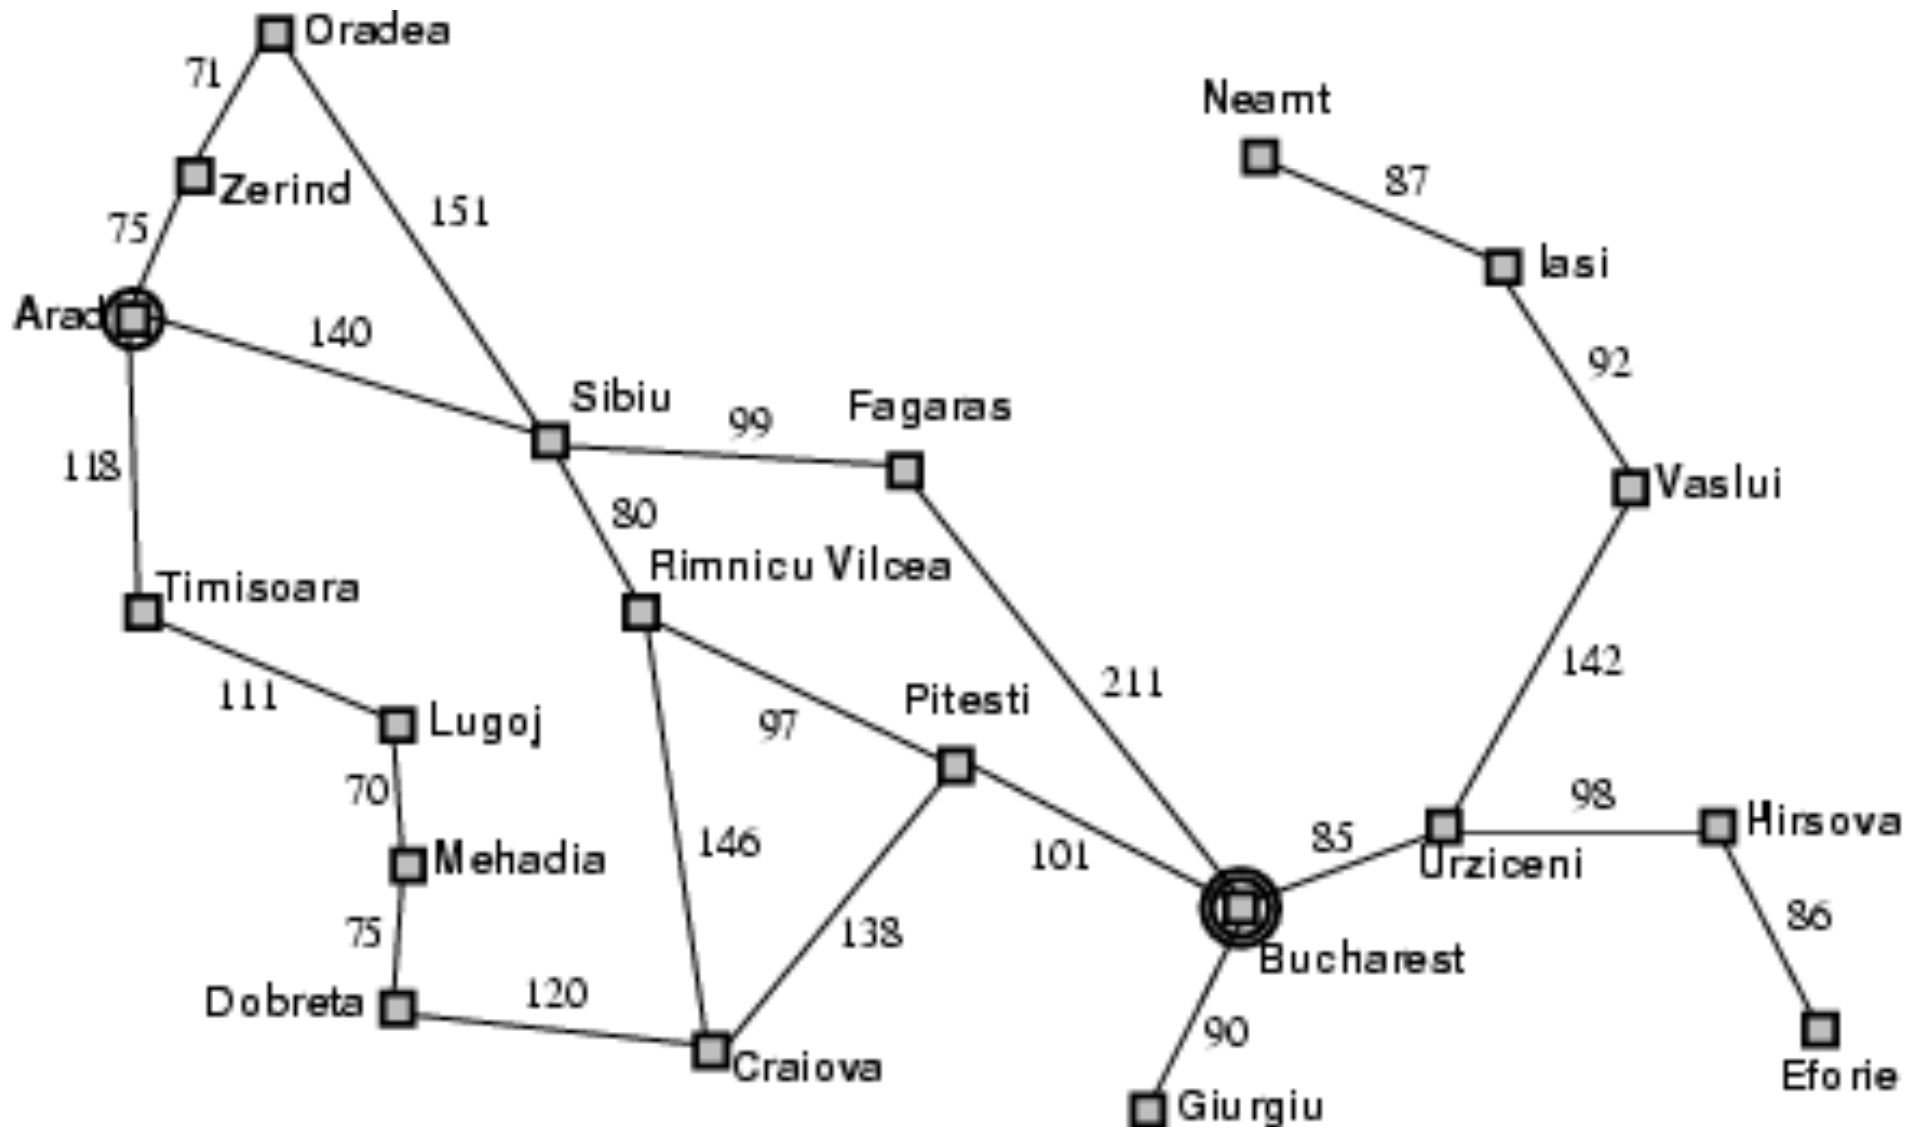 Oradea
71
Neamt
87
Zerind
151
75
Iasi
Arad
140
92
Sibiu
Fagaras
99
118
Vaslui
80
Rimnicu Vilcea
Timisoara
142
211
111
Pitesti
Lugoj
97
70
98
Hirsova
85
146
101
Mehadia
Urziceni
138
86
75
Bucharest
Dobreta
120
90
Craiova
Eforie
Giurgiu